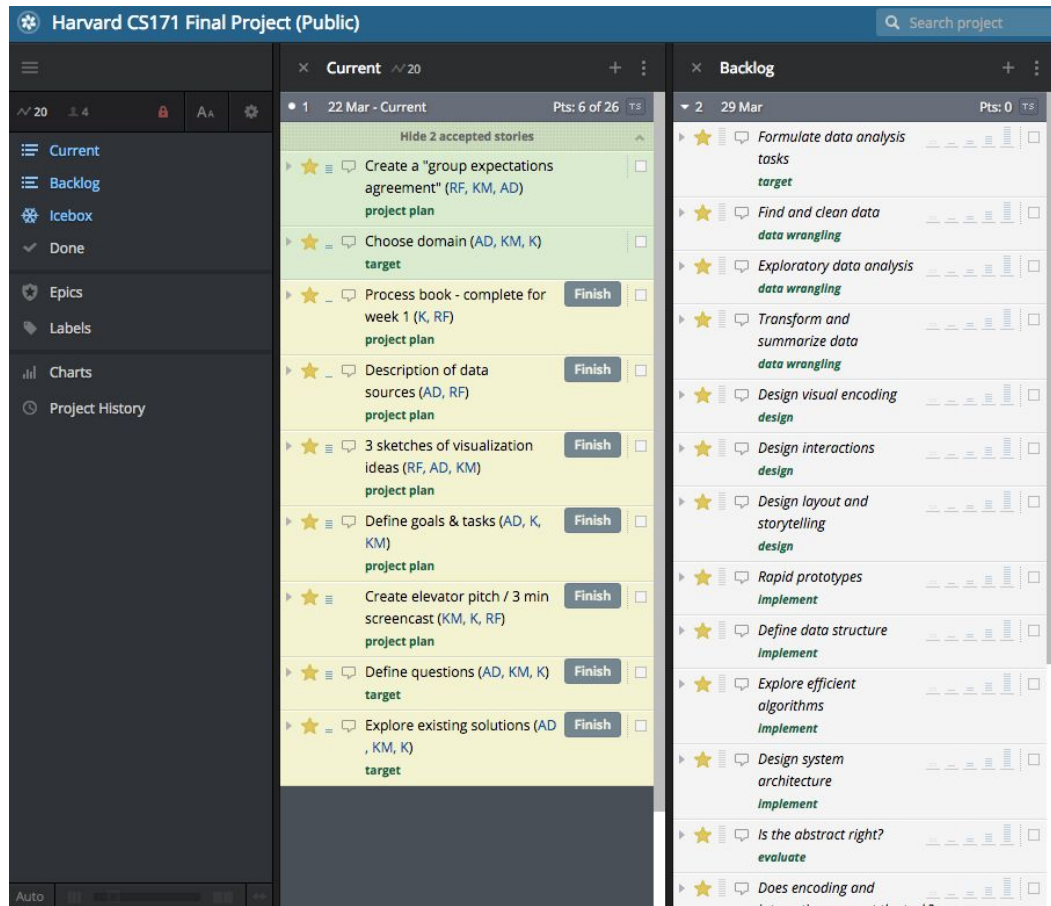 Harvard CS171 Final Project (Public)
Search project
20 4 AA
Current
Backlog
Icebox
Done
Epics
Labels
Charts
Project History
Auto
× Current 20 +
1 22 Mar - Current Pts: 6 of 26 TS
Hide 2 accepted stories
Create a "group expectations
agreement" (RF, KM, AD)
project plan
Choose domain (AD, KM, K)
target
Process book - complete for Finish
week 1 (K, RF)
project plan
Description of data Finish
sources (AD, RF)
project plan
3 sketches of visualization Finish
ideas (RF, AD, KM)
project plan
Define goals & tasks (AD, K, Finish
KM)
project plan
Create elevator pitch / 3 min Finish
screencast (KM, K, RF)
project plan
Define questions (AD, KM, K) Finish
target
Explore existing solutions (AD Finish
, KM, K)
target
× Backlog +
2 29 Mar Pts: 0 TS
Formulate data analysis
tasks
target
Find and clean data
data wrangling
Exploratory data analysis
data wrangling
Transform and
summarize data
data wrangling
Design visual encoding
design
Design interactions
design
Design layout and
storytelling
design
Rapid prototypes
implement
Define data structure
implement
Explore efficient
algorithms
implement
Design system
architecture
implement
Is the abstract right?
evaluate
Does encoding and